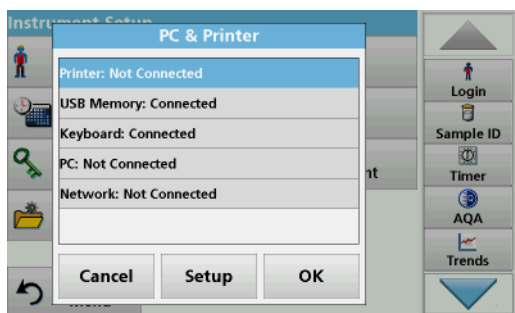 Instrument Setup
PC & Printer
Printer: Not Connected
USB Memory: Connected
Keyboard: Connected
PC: Not Connected
Network: Not Connected
Cancel
Setup
OK
Login
Sample ID
Timer
AQA
Trends